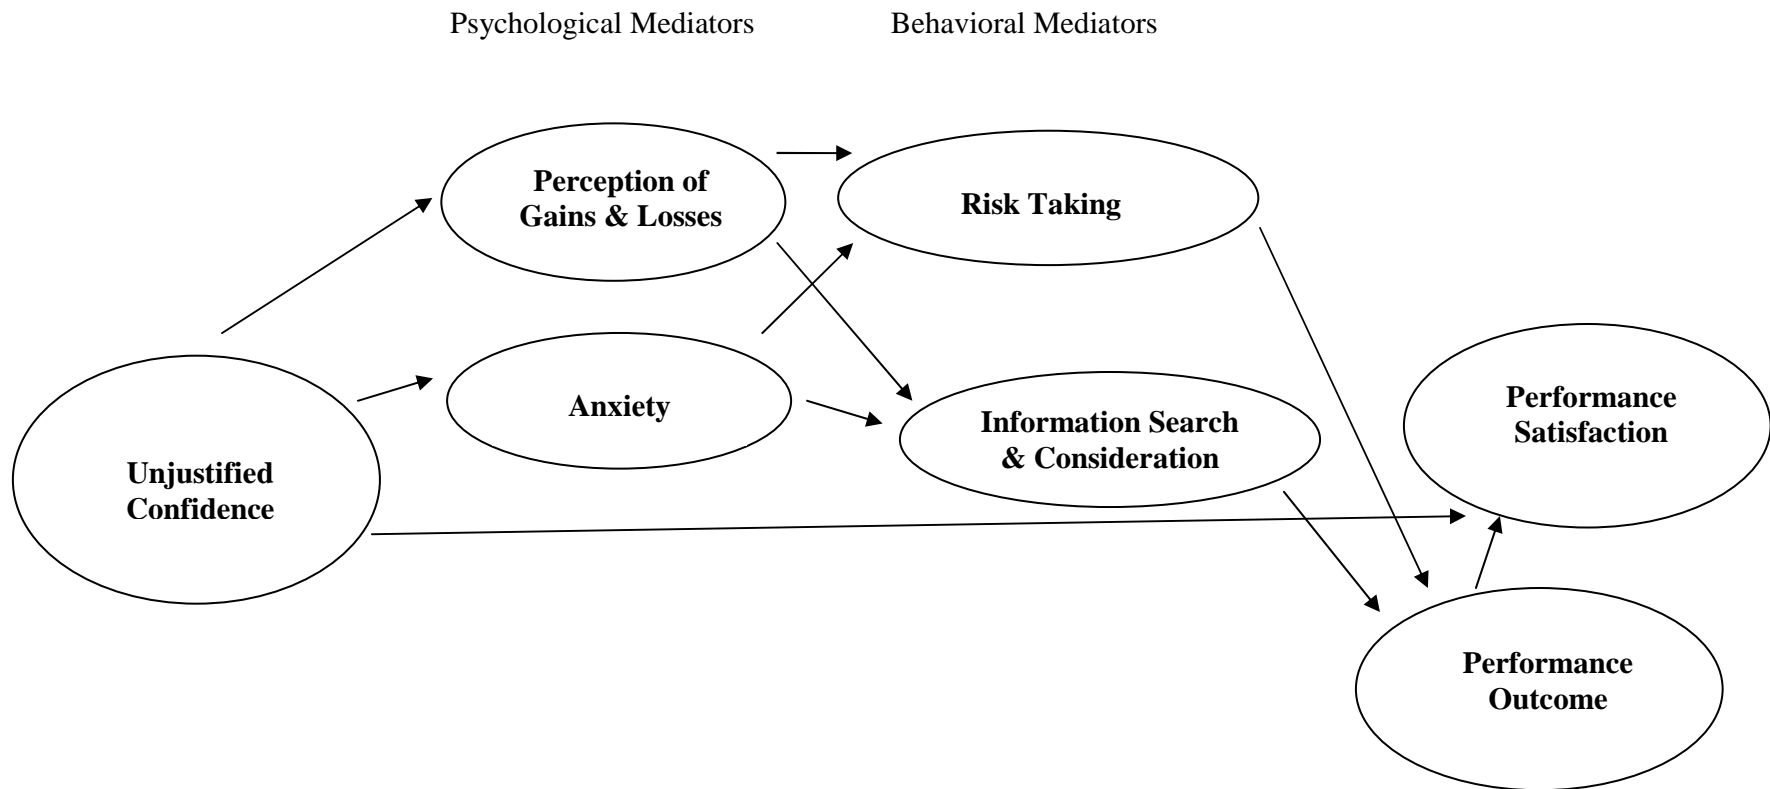 Psychological Mediators
Behavioral Mediators
Perception of
Gains & Losses
Risk Taking
Anxiety
Information Search
& Consideration
Performance
Satisfaction
Unjustified
Confidence
Performance
Outcome